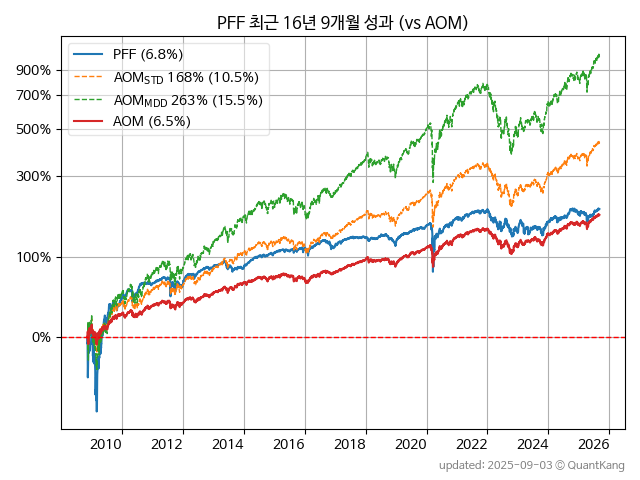 PFF 최근 16년 9개월 성과 (vs AOM)
PFF (6.8%)
AOM_STD 168% (10.5%)
AOM_MDD 263% (15.5%)
AOM (6.5%)
900%
700%
500%
300%
100%
0%
2010 2012 2014 2016 2018 2020 2022 2024 2026
updated: 2025-09-03 © QuantKang